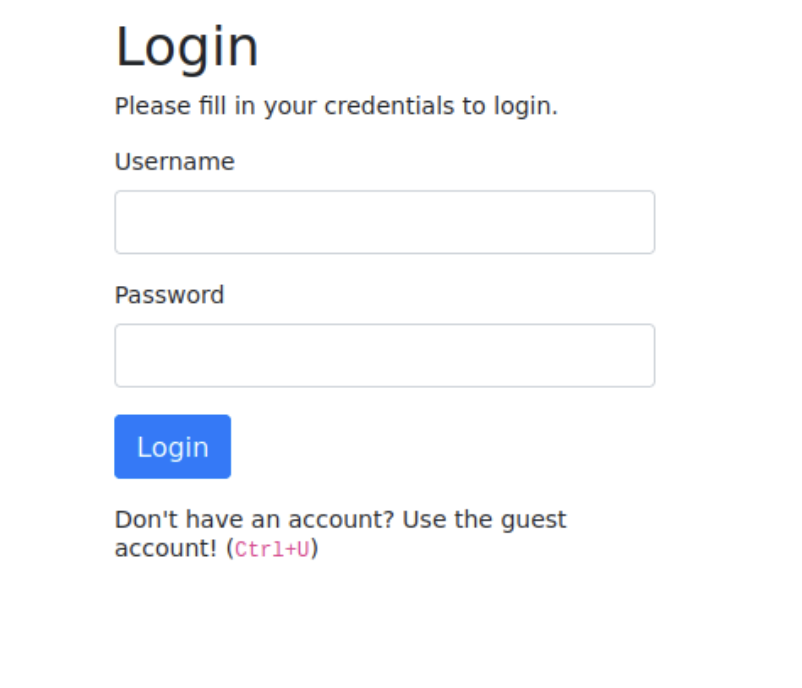 Login
Please fill in your credentials to login.
Username
Password
Login
Don't have an account? Use the guest
account! (Ctrl+U)